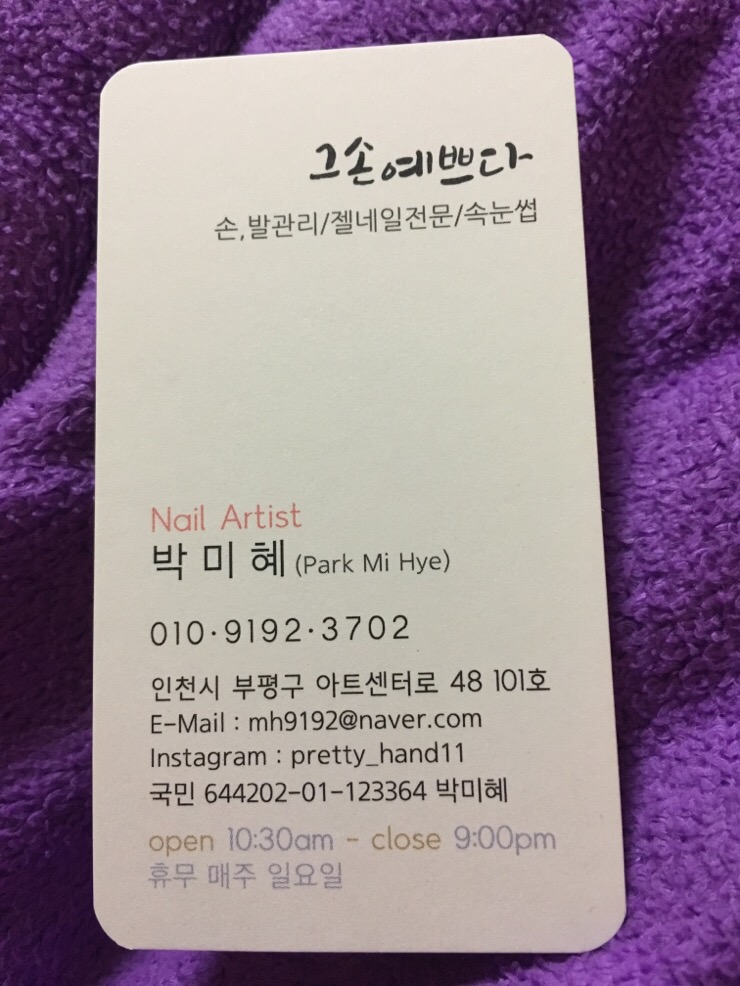 그손예쁘다
손,발관리/젤네일전문/속눈썹
Nail Artist
박미혜 (Park Mi Hye)
010·9192·3702
인천시 부평구 아트센터로 48 101호
E-Mail : mh9192@naver.com
Instagram : pretty_hand11
국민 644202-01-123364 박미혜
open 10:30am - close 9:00pm
휴무 매주 일요일